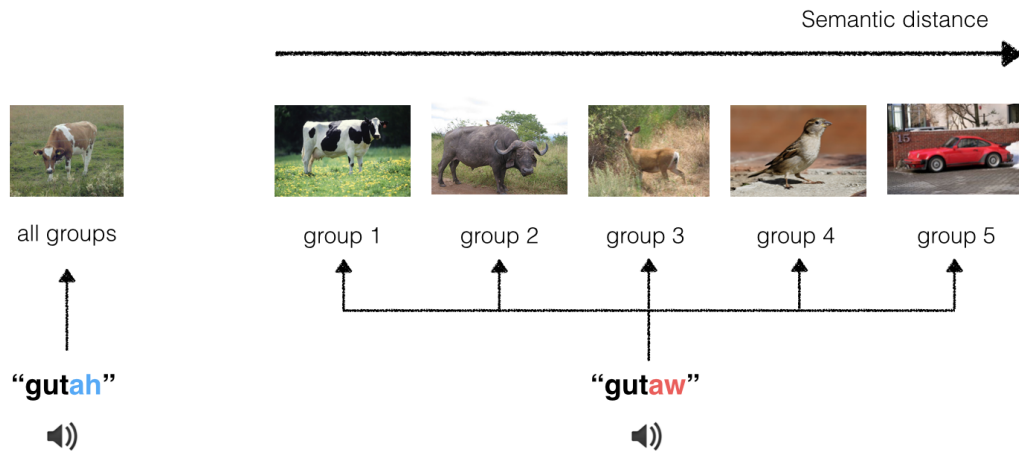 Semantic distance
all groups
group 1
group 2
group 3
group 4
group 5
“gutah”
“gutaw”